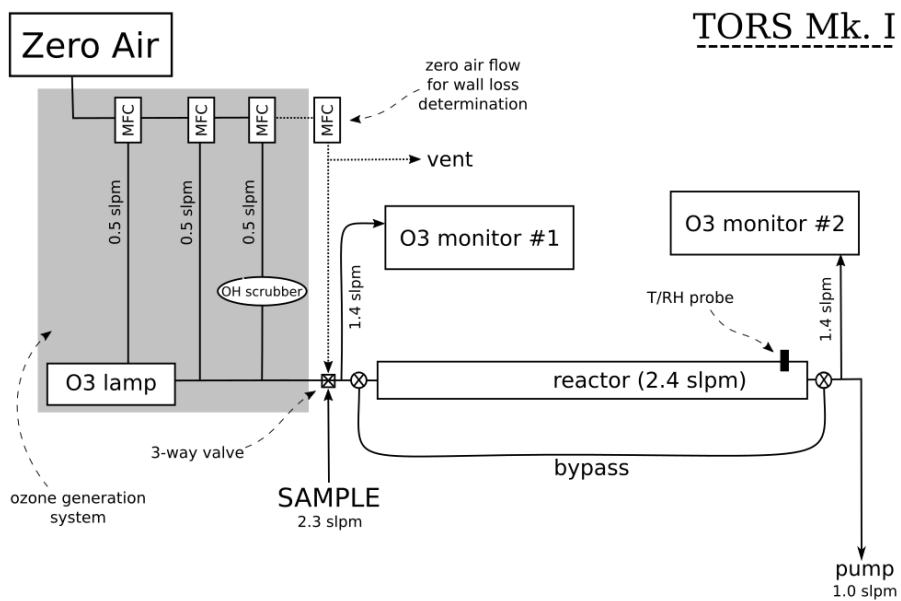 TORS Mk. I
Zero Air
zero air flow
for wall loss
determination
MFC
MFC
MFC
MFC
vent
0.5 slpm
0.5 slpm
0.5 slpm
O3 monitor #1
O3 monitor #2
OH scrubber
1.4 slpm
T/RH probe
1.4 slpm
O3 lamp
reactor (2.4 slpm)
3-way valve
bypass
ozone generation
system
SAMPLE
2.3 slpm
pump
1.0 slpm